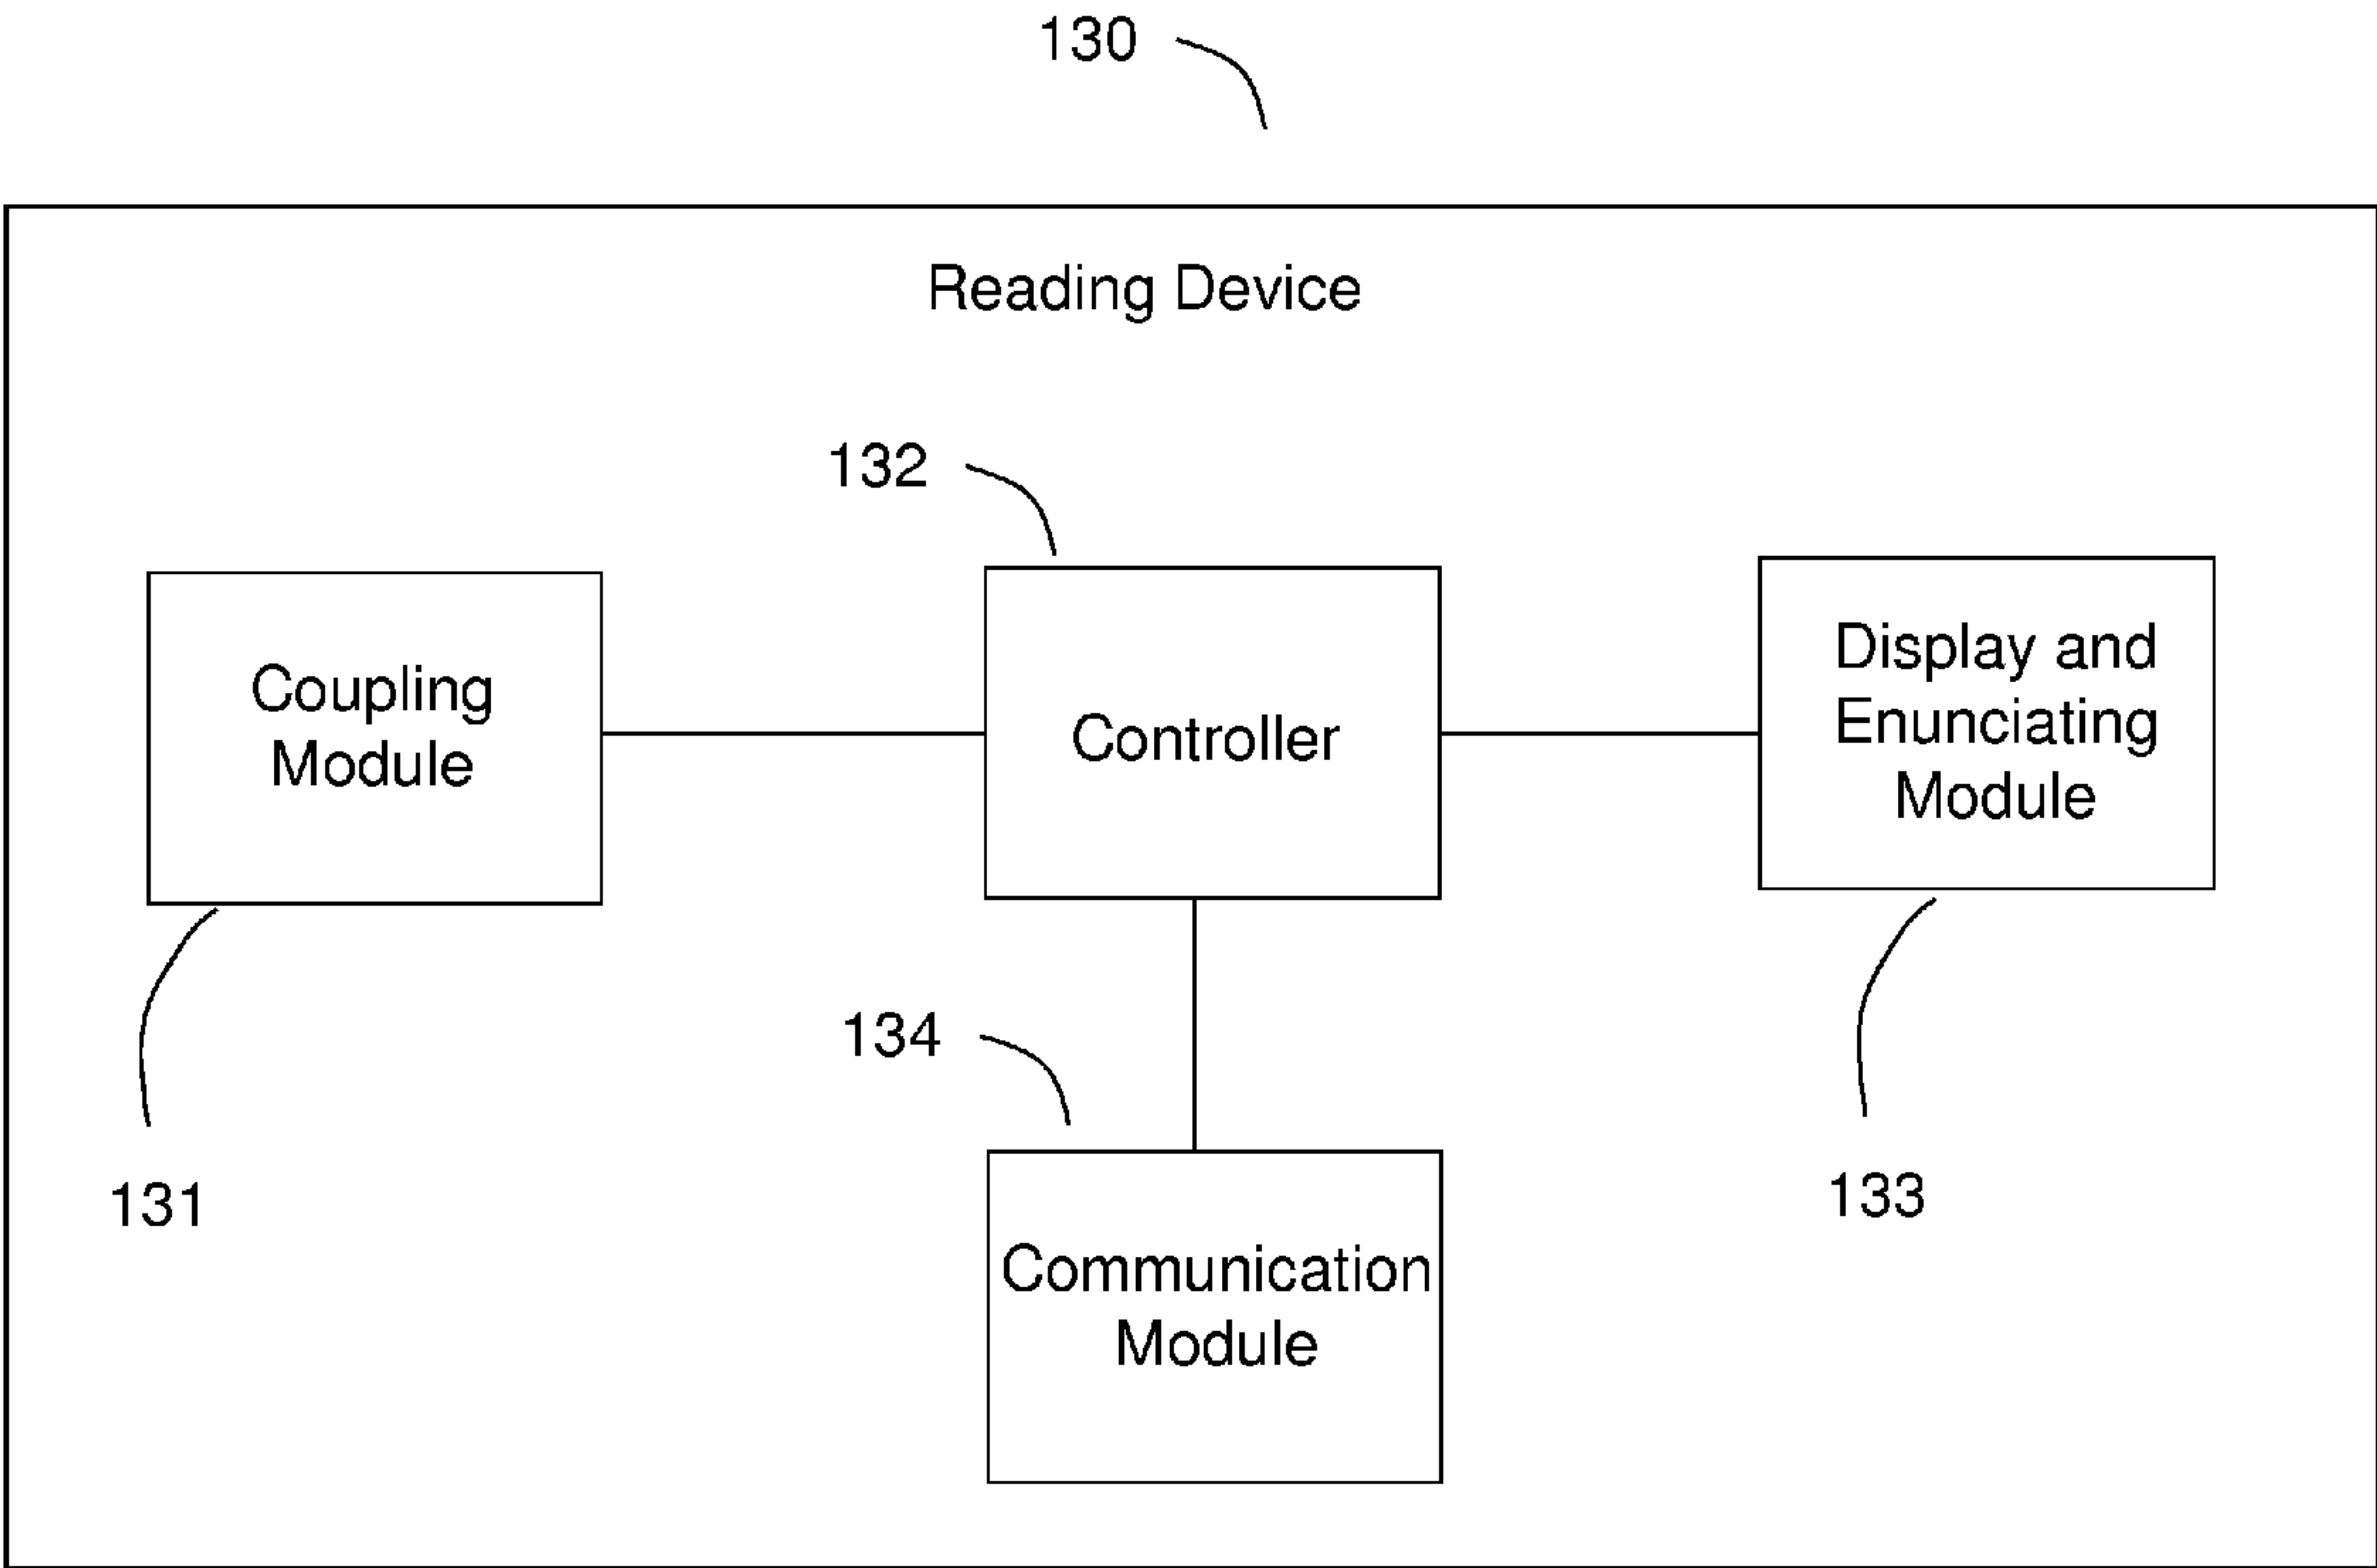 130
Reading Device
132
Coupling
Module
Controller
Display and
Enunciating
Module
134
131
133
Communication
Module